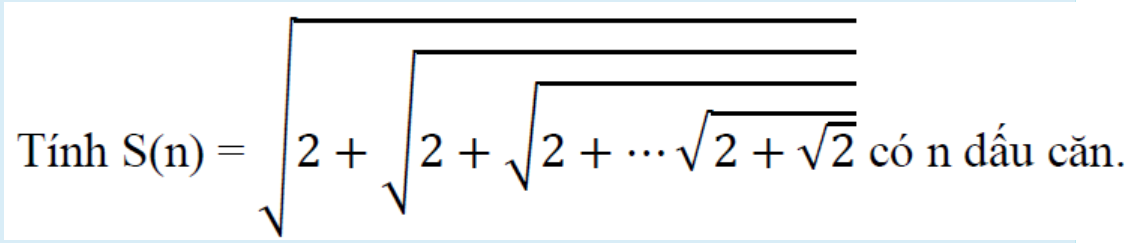 Tính S(n) = √(2 + √(2 + √(2 + ⋯ √(2 + √2)))) có n dấu căn.